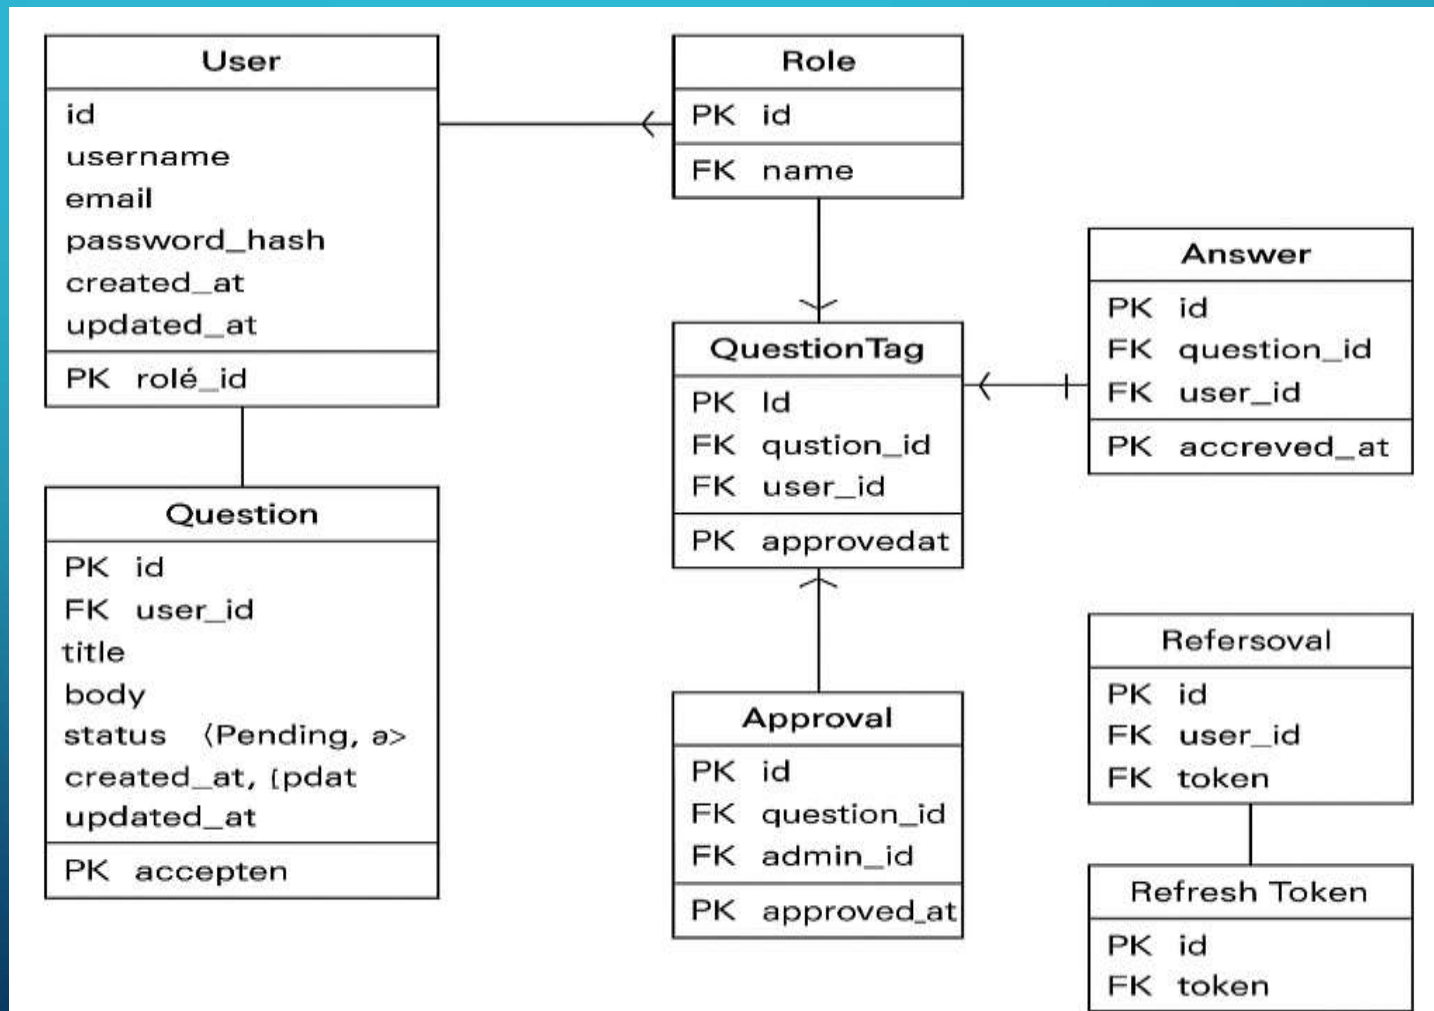 User
id
username
email
password_hash
created_at
updated_at
PK rolé_id
Role
PK id
FK name
Answer
PK id
FK question_id
FK user_id
PK accreved_at
QuestionTag
PK Id
FK qustion_id
FK user_id
PK approvedat
Question
PK id
FK user_id
title
body
status ⟨Pending, a>
created_at, [pdat
updated_at
PK accepten
Approval
PK id
FK question_id
FK admin_id
PK approved_at
Refersoval
PK id
FK user_id
FK token
Refresh Token
PK id
FK token